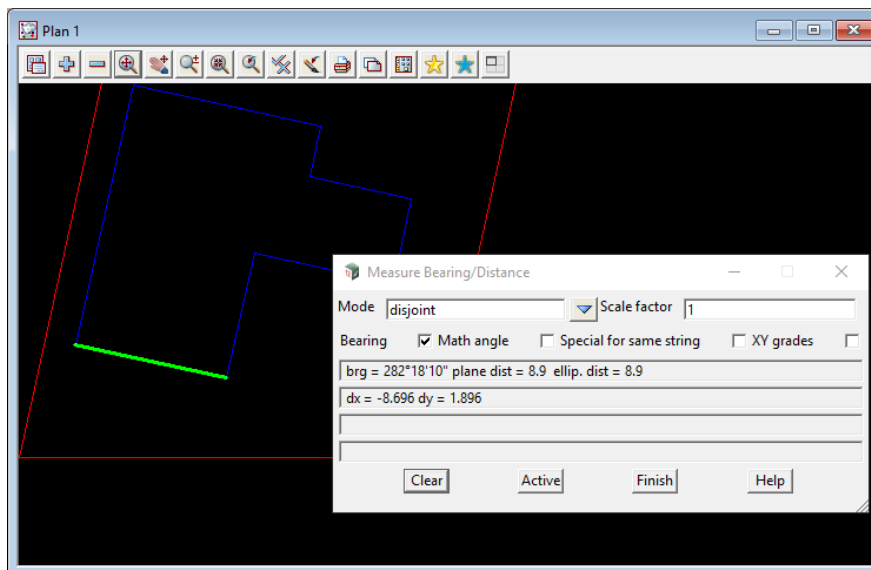 Plan 1
Measure Bearing/Distance
Mode disjoint Scale factor 1
Bearing Math angle Special for same string XY grades
brg = 282°18'10" plane dist = 8.9 ellip. dist = 8.9
dx = -8.696 dy = 1.896
Clear Active Finish Help